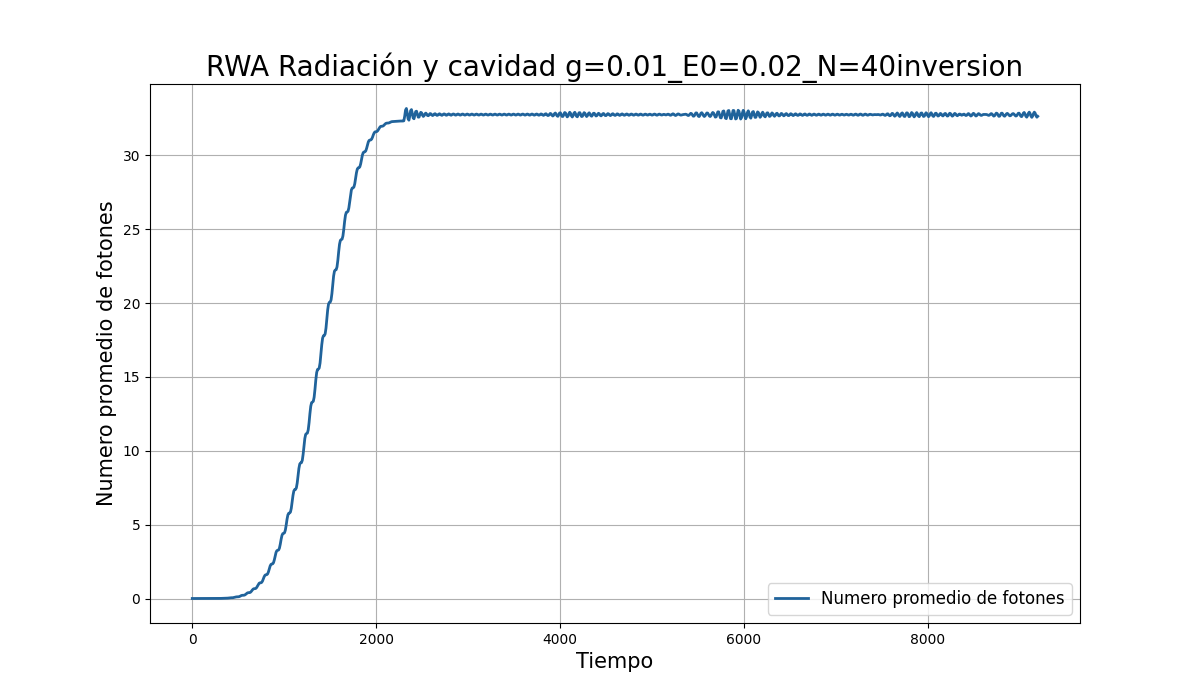 RWA Radiación y cavidad g=0.01_E0=0.02_N=40inversion
Numero promedio de fotones
30
25
20
15
10
5
0
0 2000 4000 6000 8000
Tiempo
Numero promedio de fotones